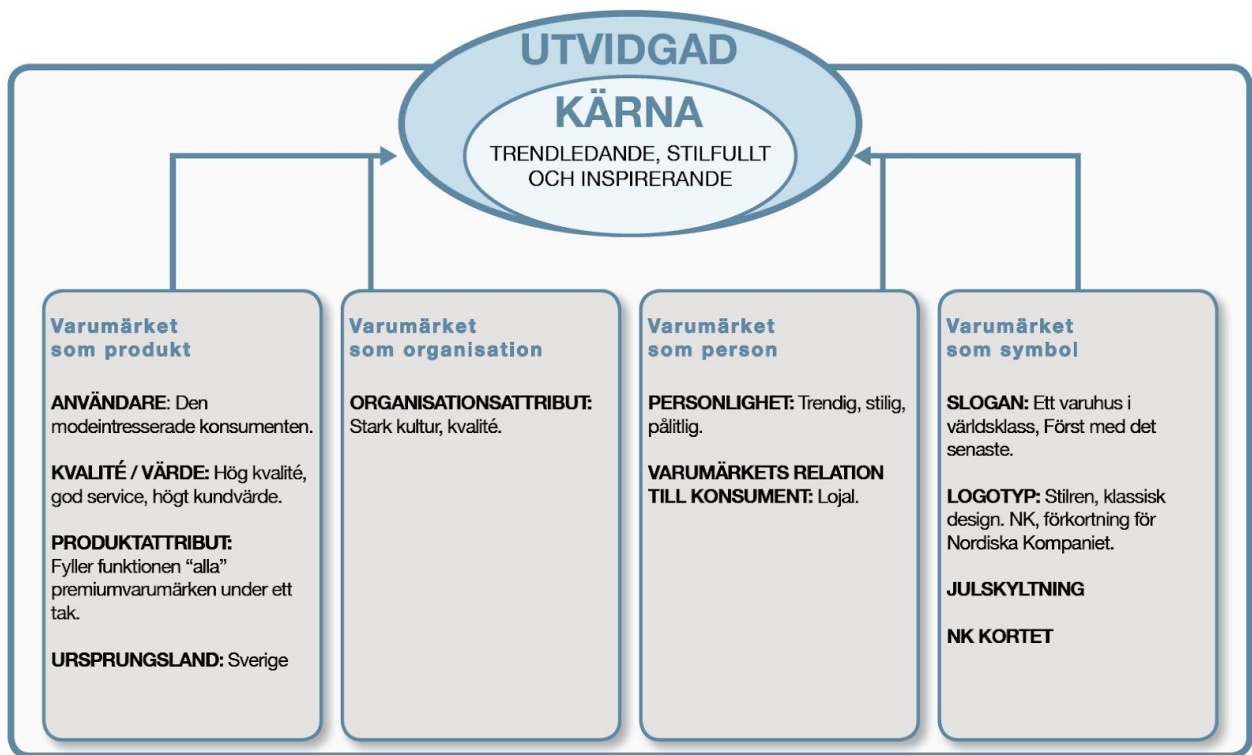 UTVIDGAD
KÄRNA
TRENDLEDANDE, STILFULLT
OCH INSPIRERANDE
Varumärket
som produkt
ANVÄNDARE: Den
modeintresserade konsumenten.
KVALITÉ / VÄRDE: Hög kvalité,
god service, högt kundvärde.
PRODUKTATTRIBUT:
Fyller funktionen “alla”
premiumvarumärken under ett
tak.
URSPRUNGSLAND: Sverige
Varumärket
som organisation
ORGANISATIONSATTRIBUT:
Stark kultur, kvalité.
Varumärket
som person
PERSONLIGHET: Trendig, stilig,
pålitlig.
VARUMÄRKETS RELATION
TILL KONSUMENT: Lojal.
Varumärket
som symbol
SLOGAN: Ett varuhus i
världsklass, Först med det
senaste.
LOGOTYP: Stilren, klassisk
design. NK, förkortning för
Nordiska Kompaniet.
JULSKYLTNING
NK KORTET